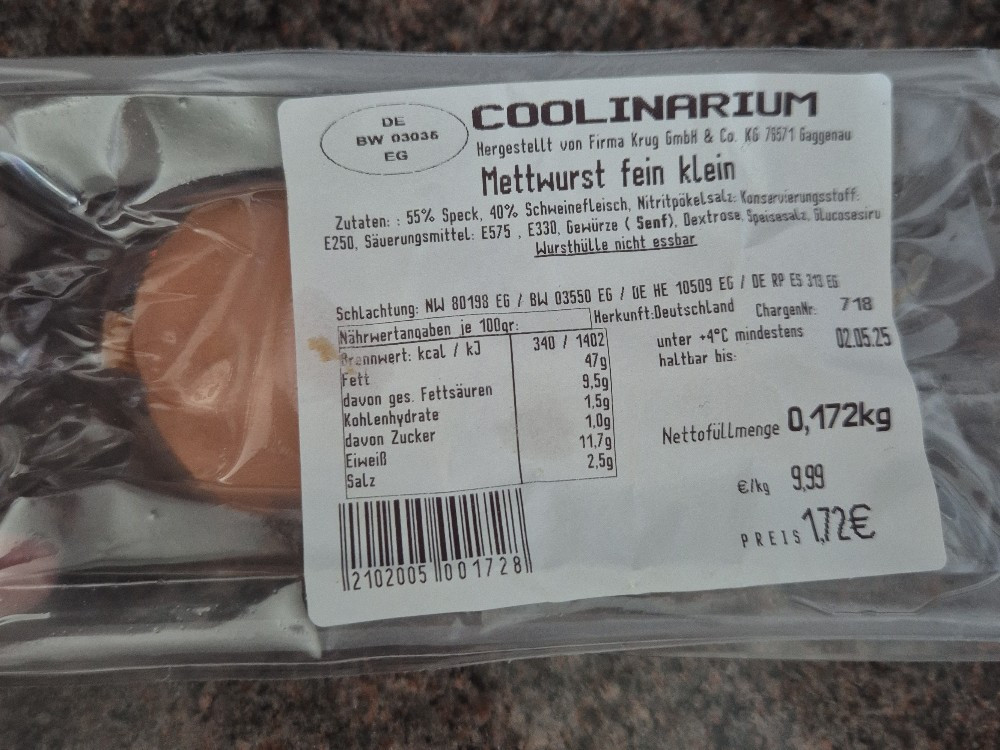 DE
BW 03036
EG
COOLINARIUM
Hergestellt von Firma Krug GmbH & Co. KG 76571 Gaggenau
Mettwurst fein klein
Zutaten: : 55% Speck, 40% Schweinefleisch, Nitritpökelsalz: Konservierungsstoff:
E250, Säuerungsmittel: E575 , E330, Gewürze ( Senf), Dextrose, Speisesalz, Glucosesiru
Wursthülle nicht essbar
Schlachtung: NW 80198 EG / BW 03550 EG / DE HE 10509 EG / DE RP ES 313 EG
Herkunft:Deutschland ChargenNr: 718
Nährwertangaben je 100gr:
Brennwert: kcal / kJ 340 / 1402
Fett 47g
davon ges. Fettsäuren 9,5g
Kohlenhydrate 1,5g
davon Zucker 1,0g
Eiweiß 11,7g
Salz 2,5g
unter +4°C mindestens
haltbar bis: 02.05.25
Nettofüllmenge 0,172kg
€/kg 9,99
PREIS 1,72€
2102005 001728